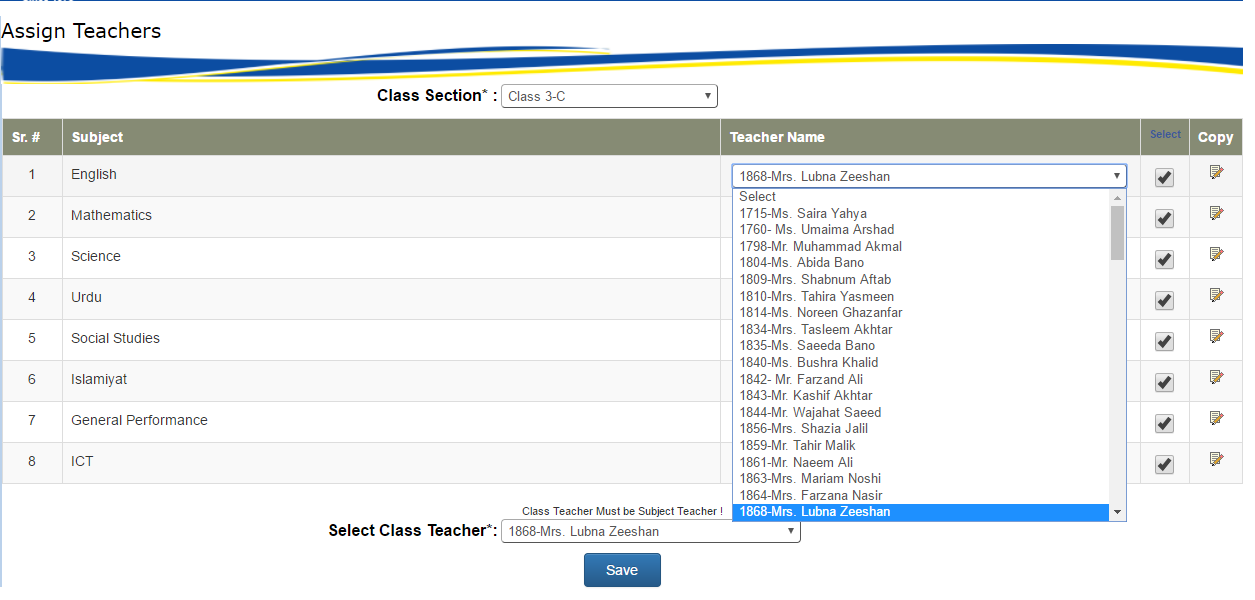 Assign Teachers
Class Section* : Class 3-C
Sr. # Subject Teacher Name Select Copy
1 English 1868-Mrs. Lubna Zeeshan
2 Mathematics
3 Science
4 Urdu
5 Social Studies
6 Islamiyat
7 General Performance
8 ICT
Select
1715-Ms. Saira Yahya
1760- Ms. Umaima Arshad
1798-Mr. Muhammad Akmal
1804-Ms. Abida Bano
1809-Mrs. Shabnum Aftab
1810-Mrs. Tahira Yasmeen
1814-Ms. Noreen Ghazanfar
1834-Mrs. Tasleem Akhtar
1835-Ms. Saeeda Bano
1840-Ms. Bushra Khalid
1842- Mr. Farzand Ali
1843-Mr. Kashif Akhtar
1844-Mr. Wajahat Saeed
1856-Mrs. Shazia Jalil
1859-Mr. Tahir Malik
1861-Mr. Naeem Ali
1863-Mrs. Mariam Noshi
1864-Mrs. Farzana Nasir
1868-Mrs. Lubna Zeeshan
Class Teacher Must be Subject Teacher !
Select Class Teacher*: 1868-Mrs. Lubna Zeeshan
Save